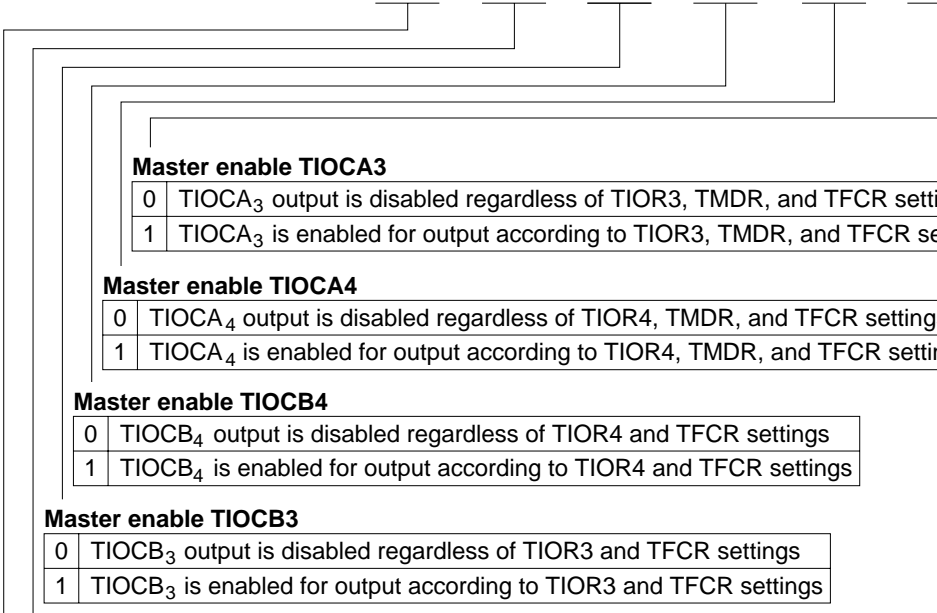 Master enable TIOCA3
0 TIOCA3 output is disabled regardless of TIOR3, TMDR, and TFCR
1 TIOCA3 is enabled for output according to TIOR3, TMDR, and TFCR
Master enable TIOCA4
0 TIOCA4 output is disabled regardless of TIOR4, TMDR, and TFCR setting
1 TIOCA4 is enabled for output according to TIOR4, TMDR, and TFCR
Master enable TIOCB4
0 TIOCB4 output is disabled regardless of TIOR4 and TFCR settings
1 TIOCB4 is enabled for output according to TIOR4 and TFCR settings
Master enable TIOCB3
0 TIOCB3 output is disabled regardless of TIOR3 and TFCR settings
1 TIOCB3 is enabled for output according to TIOR3 and TFCR settings